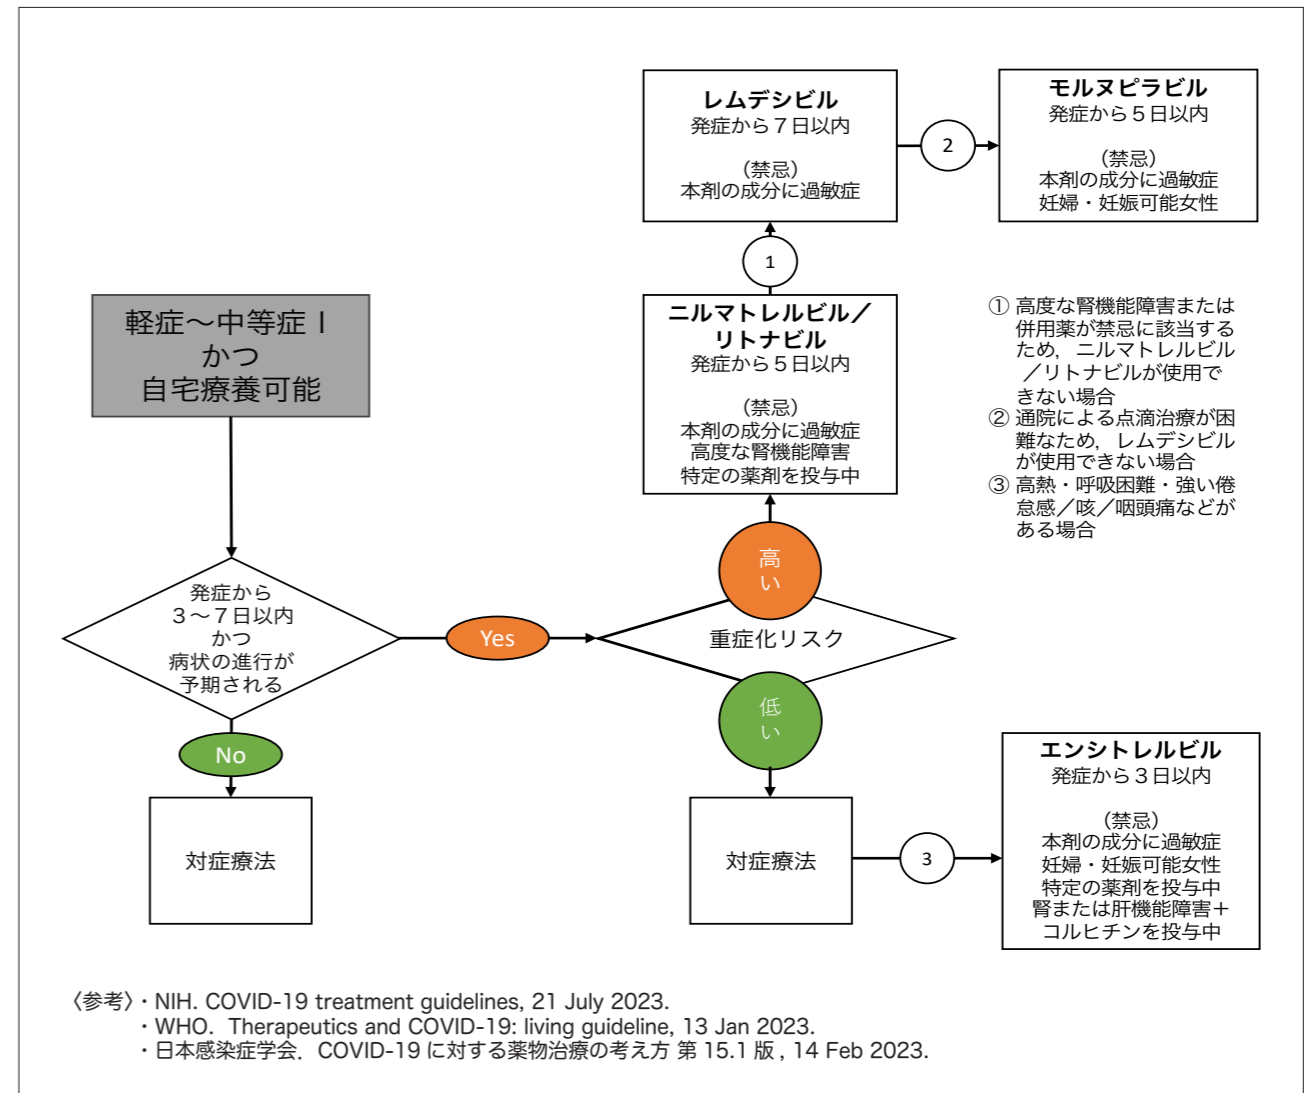 レムデシビル
発症から７日以内
（禁忌）
本剤の成分に過敏症
2
モルヌピラビル
発症から５日以内
（禁忌）
本剤の成分に過敏症
妊婦・妊娠可能女性
1
ニルマトレルビル／
リトナビル
発症から５日以内
（禁忌）
本剤の成分に過敏症
高度な腎機能障害
特定の薬剤を投与中
① 高度な腎機能障害または
併用薬が禁忌に該当する
ため，ニルマトレルビル
／リトナビルが使用で
きない場合
② 通院による点滴治療が困
難なため，レムデシビル
が使用できない場合
③ 高熱・呼吸困難・強い倦
怠感／咳／咽頭痛などが
ある場合
軽症～中等症Ⅰ
かつ
自宅療養可能
発症から
３～７日以内
かつ
病状の進行が
予期される
Yes
高
い
重症化リスク
低
い
No
対症療法
対症療法
3
エンシトレルビル
発症から３日以内
（禁忌）
本剤の成分に過敏症
妊婦・妊娠可能女性
特定の薬剤を投与中
腎または肝機能障害＋
コルヒチンを投与中
〈参考〉・NIH. COVID-19 treatment guidelines, 21 July 2023.
・WHO. Therapeutics and COVID-19: living guideline, 13 Jan 2023.
・日本感染症学会．COVID-19 に対する薬物治療の考え方 第 15.1 版 , 14 Feb 2023.